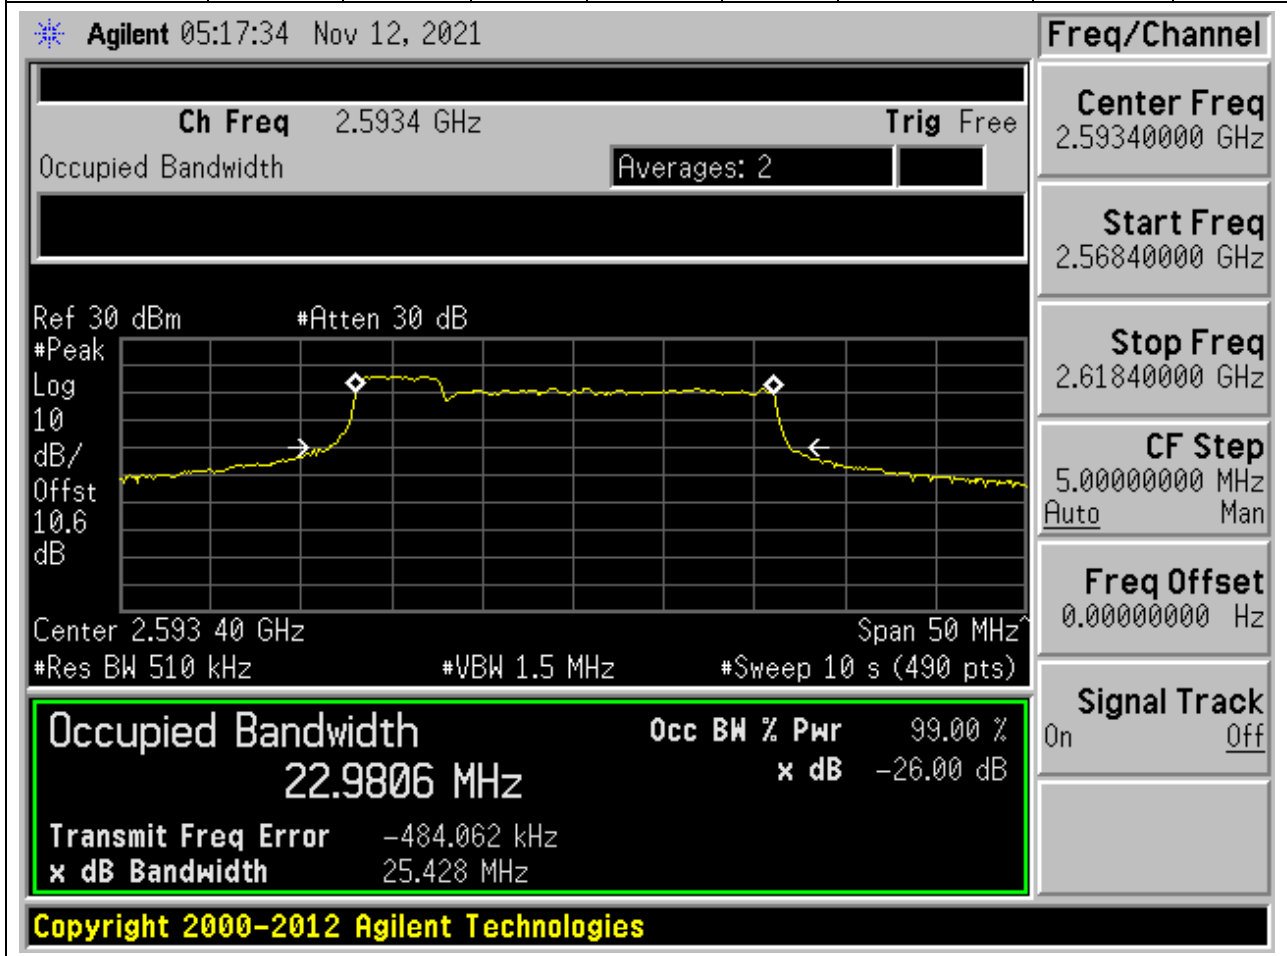 Agilent 05:17:34 Nov 12, 2021
Freq/Channel
Ch Freq 2.5934 GHz Trig Free
Occupied Bandwidth Averages: 2
Center Freq
2.59340000 GHz
Start Freq
2.56840000 GHz
Stop Freq
2.61840000 GHz
CF Step
5.00000000 MHz
Auto Man
Freq Offset
0.00000000 Hz
Signal Track
On Off
Ref 30 dBm #Atten 30 dB
#Peak
Log
10
dB/
Offst
10.6
dB
Center 2.593 40 GHz Span 50 MHz^
#Res BW 510 kHz #VBW 1.5 MHz #Sweep 10 s (490 pts)
Occupied Bandwidth Occ BW % Pwr 99.00 %
22.9806 MHz x dB -26.00 dB
Transmit Freq Error -484.062 kHz
x dB Bandwidth 25.428 MHz
Copyright 2000-2012 Agilent Technologies